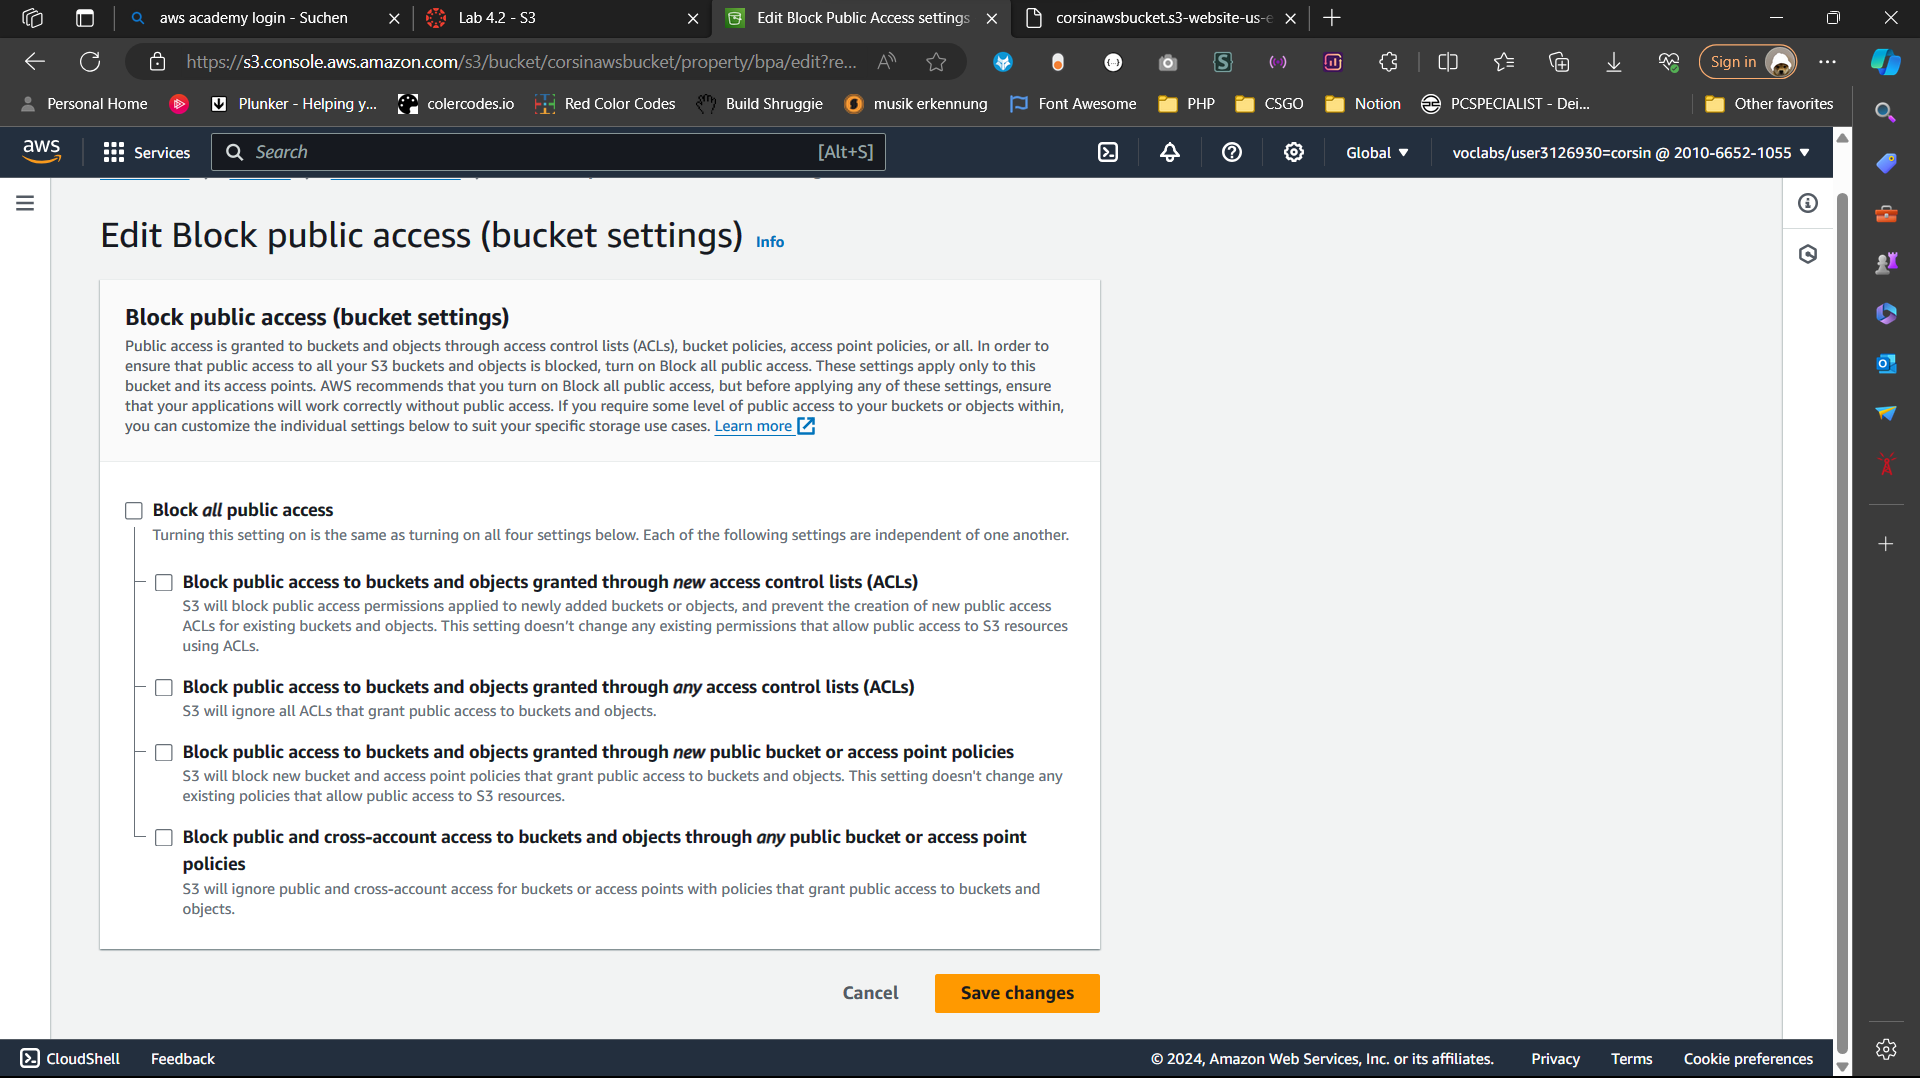 aws academy login - Suchen
Lab 4.2 - S3
Edit Block Public Access settings
corsinawsbucket.s3-website-us-e
https://s3.console.aws.amazon.com/s3/bucket/corsinawsbucket/property/bpa/edit?re...
Sign in
Personal Home
Plunker - Helping y...
colercodes.io
Red Color Codes
Build Shruggie
musik erkennung
Font Awesome
PHP
CSGO
Notion
PCSPECIALIST - Dei...
Other favorites
aws
Services
Search
[Alt+S]
Global
voclabs/user3126930=corsin @ 2010-6652-1055
Edit Block public access (bucket settings)
Info
Block public access (bucket settings)
Public access is granted to buckets and objects through access control lists (ACLs), bucket policies, access point policies, or all. In order to
ensure that public access to all your S3 buckets and objects is blocked, turn on Block all public access. These settings apply only to this
bucket and its access points. AWS recommends that you turn on Block all public access, but before applying any of these settings, ensure
that your applications will work correctly without public access. If you require some level of public access to your buckets or objects within,
you can customize the individual settings below to suit your specific storage use cases. Learn more
Block all public access
Turning this setting on is the same as turning on all four settings below. Each of the following settings are independent of one another.
Block public access to buckets and objects granted through new access control lists (ACLs)
S3 will block public access permissions applied to newly added buckets or objects, and prevent the creation of new public access
ACLs for existing buckets and objects. This setting doesn't change any existing permissions that allow public access to S3 resources
using ACLs.
Block public access to buckets and objects granted through any access control lists (ACLs)
S3 will ignore all ACLs that grant public access to buckets and objects.
Block public access to buckets and objects granted through new public bucket or access point policies
S3 will block new bucket and access point policies that grant public access to buckets and objects. This setting doesn't change any
existing policies that allow public access to S3 resources.
Block public and cross-account access to buckets and objects through any public bucket or access point
policies
S3 will ignore public and cross-account access for buckets or access points with policies that grant public access to buckets and
objects.
Cancel
Save changes
CloudShell
Feedback
© 2024, Amazon Web Services, Inc. or its affiliates.
Privacy
Terms
Cookie preferences